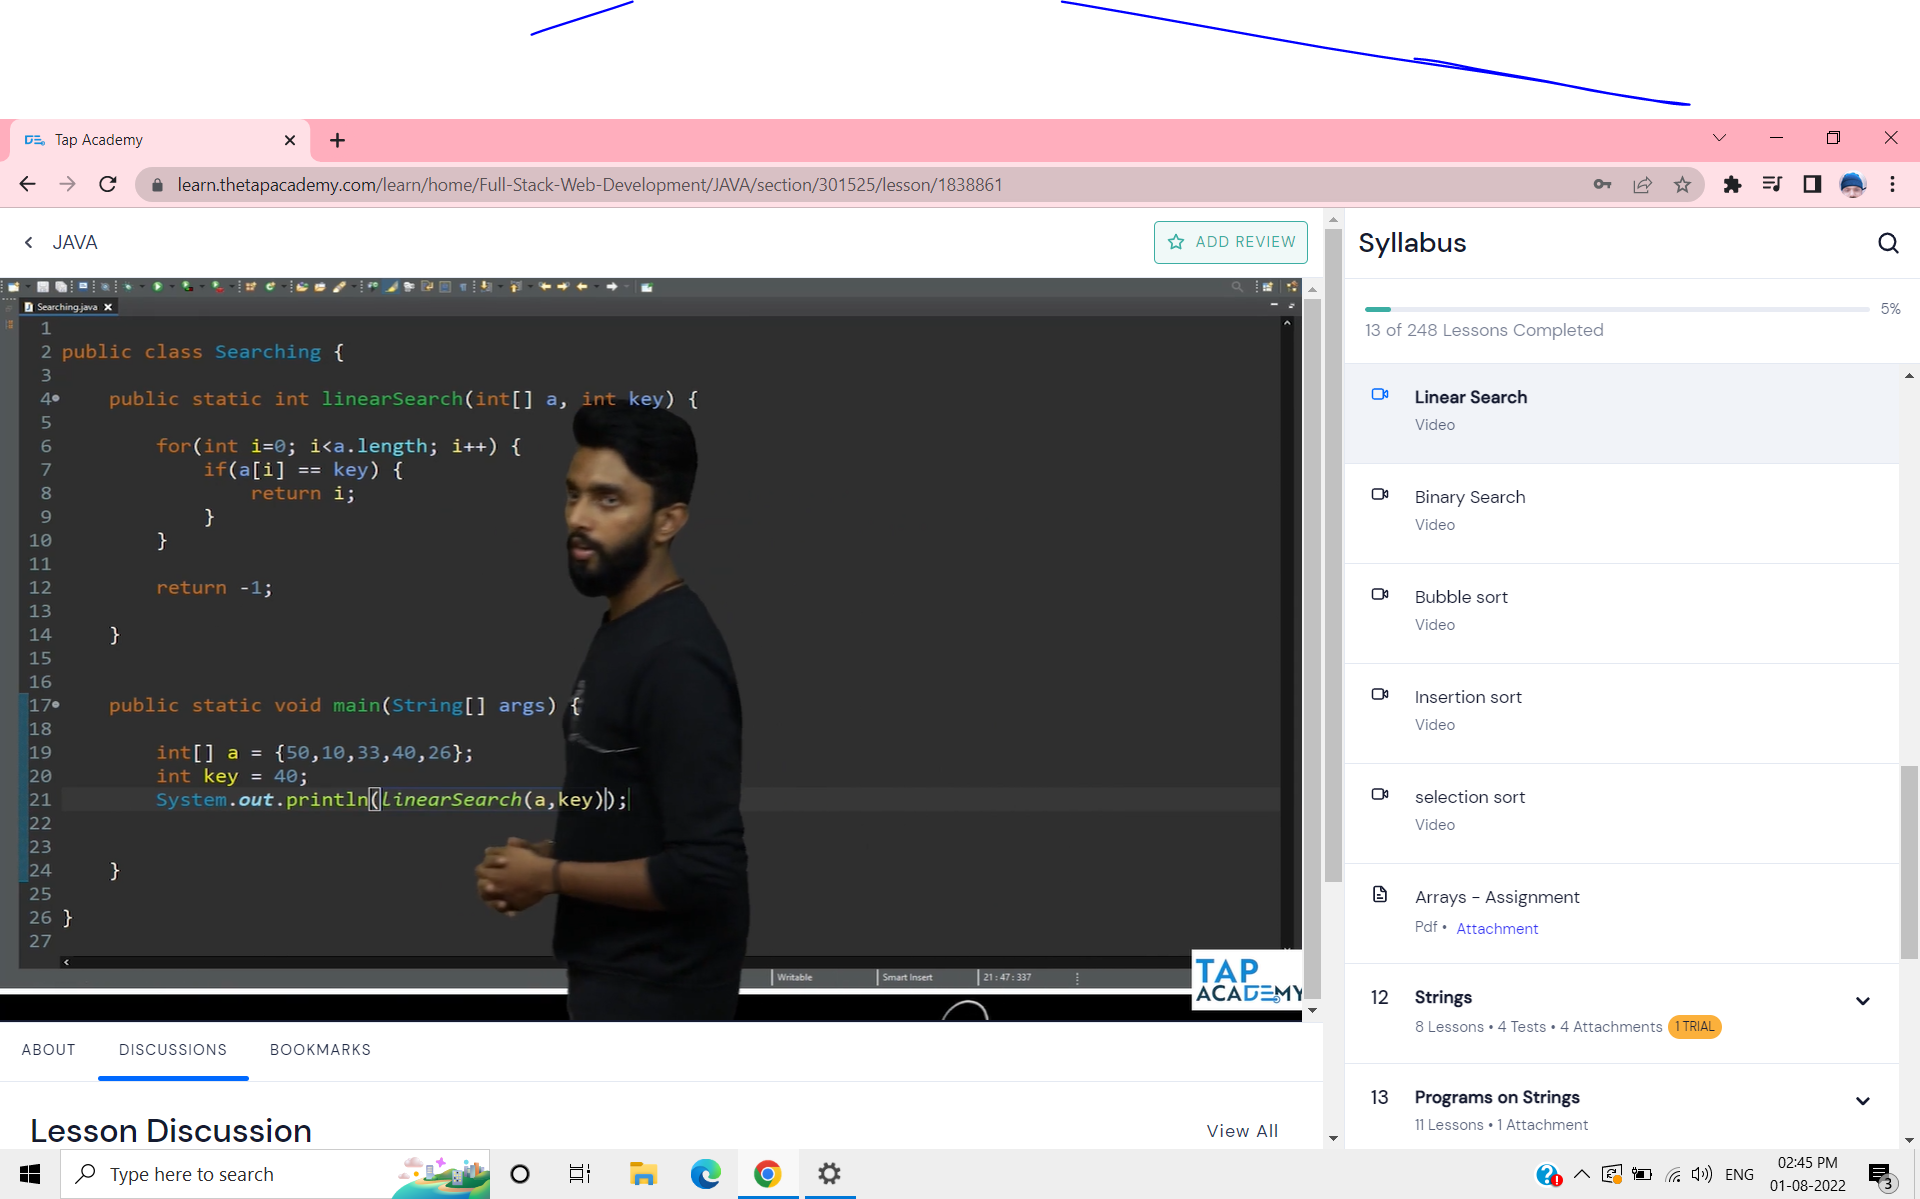 Tap Academy
learn.thetapacademy.com/learn/home/Full-Stack-Web-Development/JAVA/section/301525/lesson/1838861
JAVA
ADD REVIEW
Searching.java
1
2 public class Searching {
3
4 public static int linearSearch(int[] a, int key) {
5
6 for(int i=0; i<a.length; i++) {
7 if(a[i] == key) {
8 return i;
9 }
10 }
11
12 return -1;
13
14 }
15
16
17 public static void main(String[] args) {
18
19 int[] a = {50,10,33,40,26};
20 int key = 40;
21 System.out.println(linearSearch(a,key));
22
23
24 }
25
26 }
27
Writable
Smart Insert
21 : 47 : 337
TAP
ACADEMY
ABOUT
DISCUSSIONS
BOOKMARKS
Lesson Discussion
View All
Syllabus
5%
13 of 248 Lessons Completed
Linear Search
Video
Binary Search
Video
Bubble sort
Video
Insertion sort
Video
selection sort
Video
Arrays - Assignment
Pdf • Attachment
12 Strings
8 Lessons • 4 Tests • 4 Attachments 1 TRIAL
13 Programs on Strings
11 Lessons • 1 Attachment
Type here to search
ENG
02:45 PM
01-08-2022
3